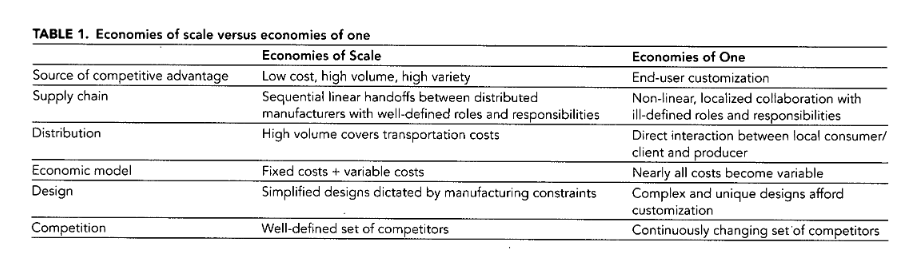 TABLE 1. Economies of scale versus economies of one
Economies of Scale Economies of One
Source of competitive advantage Low cost, high volume, high variety End-user customization
Supply chain Sequential linear handoffs between distributed Non-linear, localized collaboration with
manufacturers with well-defined roles and responsibilities ill-defined roles and responsibilities
Distribution High volume covers transportation costs Direct interaction between local consumer/
client and producer
Economic model Fixed costs + variable costs Nearly all costs become variable
Design Simplified designs dictated by manufacturing constraints Complex and unique designs afford
customization
Competition Well-defined set of competitors Continuously changing set of competitors